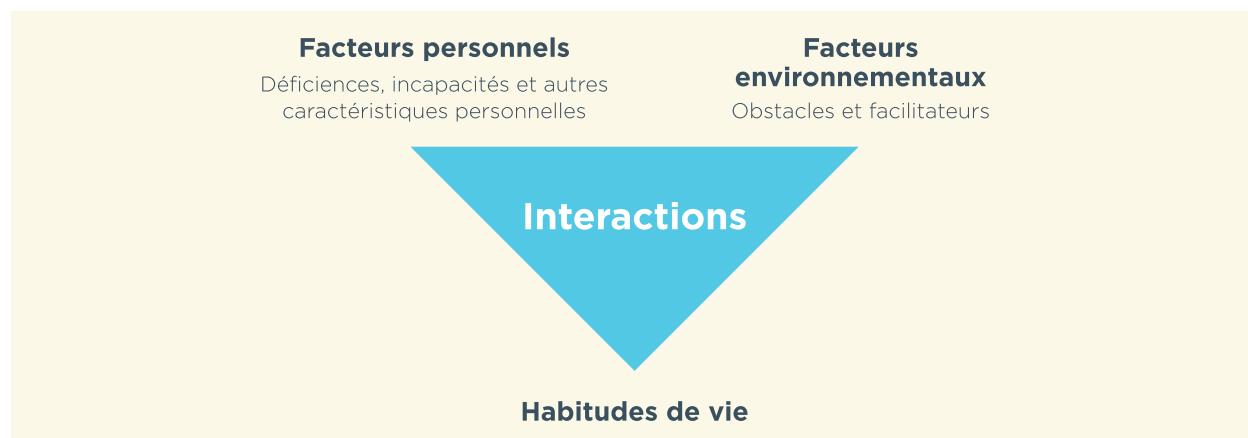 Facteurs personnels
Déficiences, incapacités et autres
caractéristiques personnelles
Facteurs
environnementaux
Obstacles et facilitateurs
Interactions
Habitudes de vie